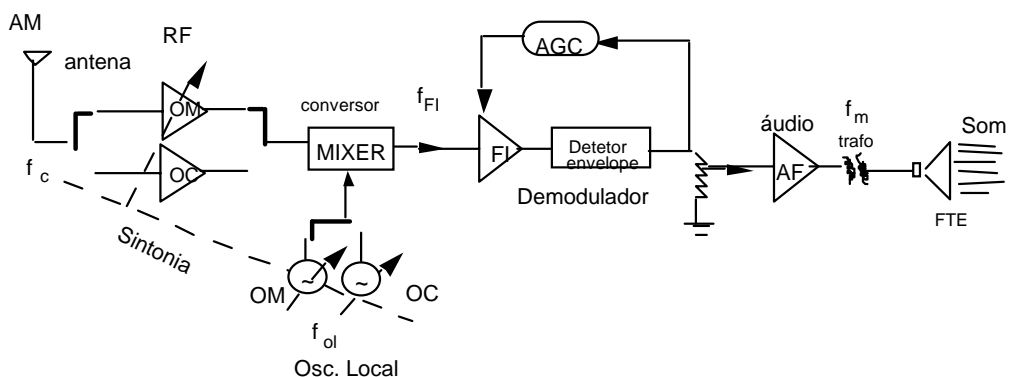 AM
antena
RF
OM
OC
f c
Sintonia
conversor
MIXER
f FI
AGC
FI
Detetor
envelope
Demodulador
áudio
AF
f m
trafo
Som
FTE
~
~
OM
OC
f ol
Osc. Local